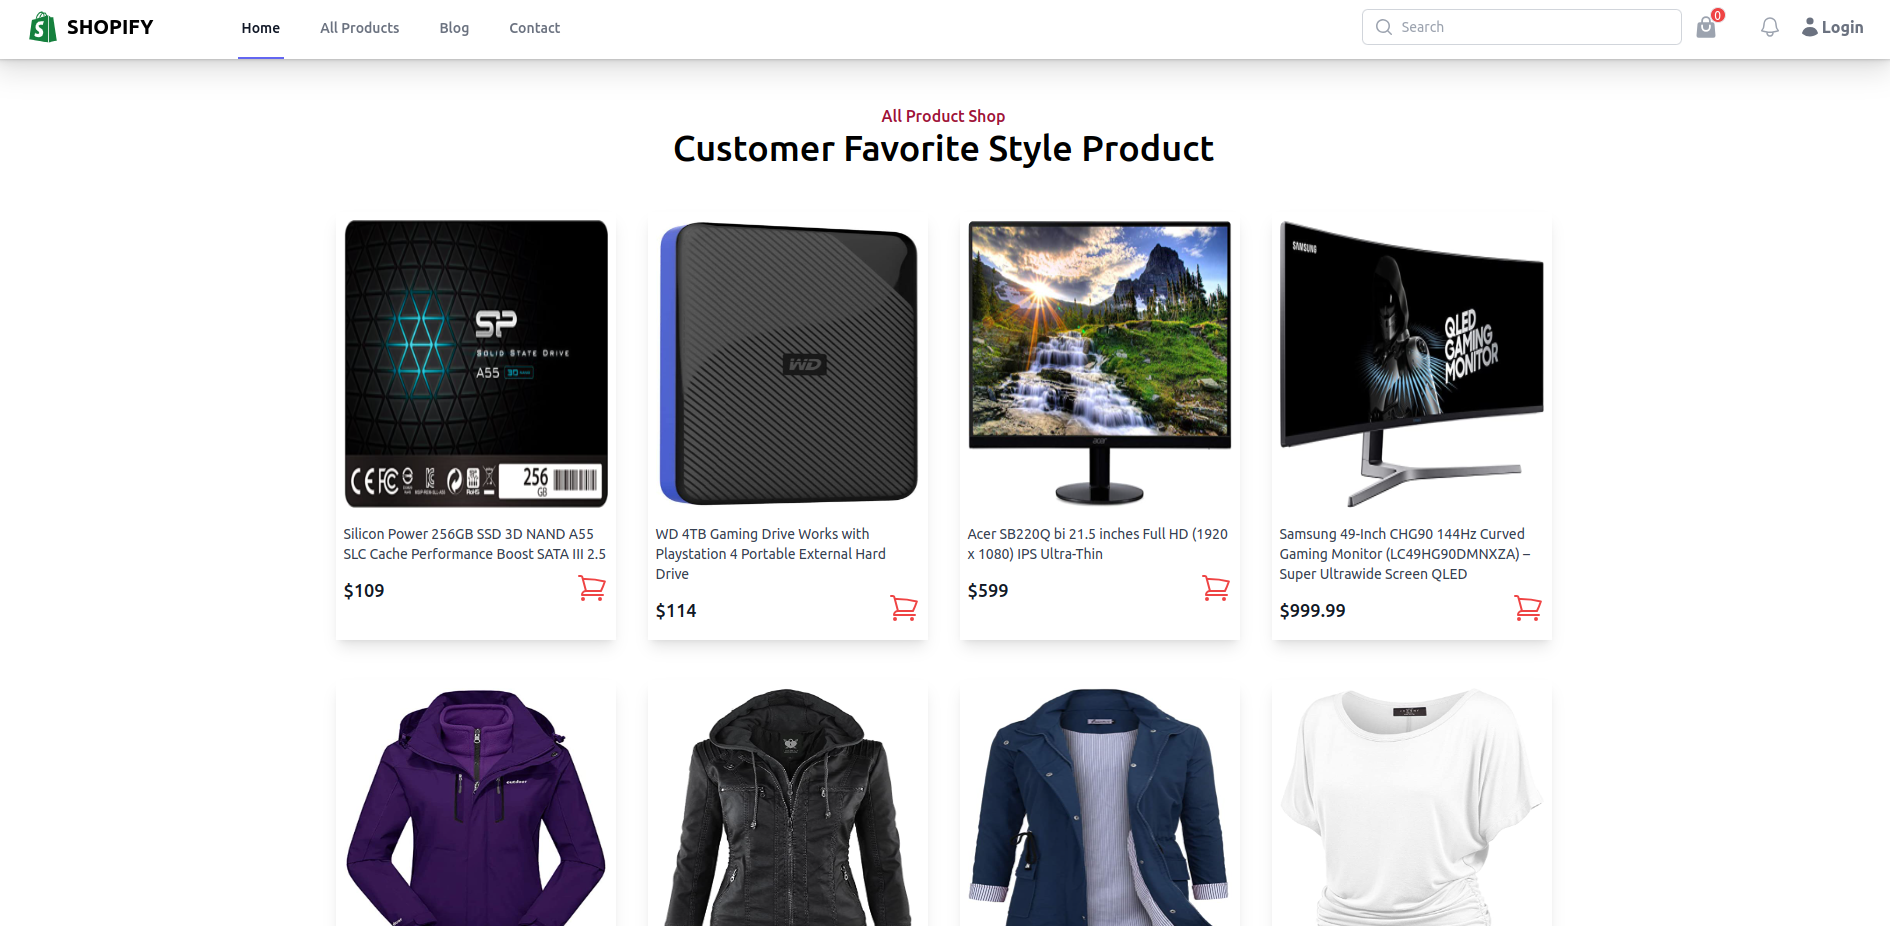 SHOPIFY
Home
All Products
Blog
Contact
Search
0
Login
All Product Shop
Customer Favorite Style Product
SP
SOLID STATE DRIVE
A55 3D NAND
256
GB
WD
acer
SAMSUNG
QLED
GAMING
MONITOR
Silicon Power 256GB SSD 3D NAND A55
SLC Cache Performance Boost SATA III 2.5
$109
WD 4TB Gaming Drive Works with
Playstation 4 Portable External Hard
Drive
$114
Acer SB220Q bi 21.5 inches Full HD (1920
x 1080) IPS Ultra-Thin
$599
Samsung 49-Inch CHG90 144Hz Curved
Gaming Monitor (LC49HG90DMNXZA) –
Super Ultrawide Screen QLED
$999.99
outdoor